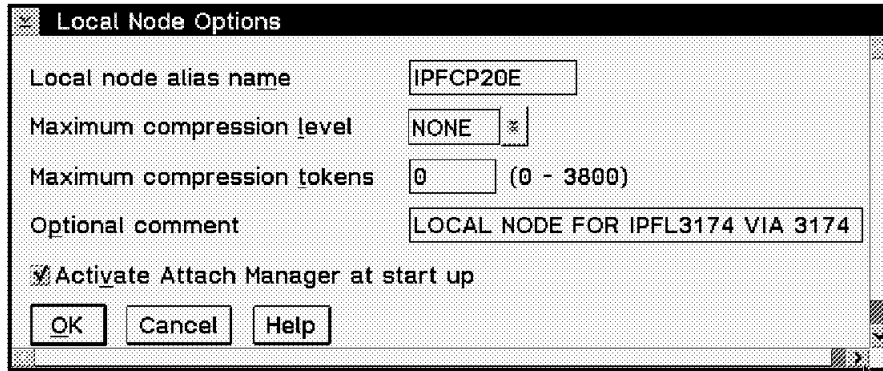 Local Node Options
Local node alias name IPFCP20E
Maximum compression level NONE
Maximum compression tokens 0 (0 - 3800)
Optional comment LOCAL NODE FOR IPFL3174 VIA 3174
Activate Attach Manager at start up
OK Cancel Help